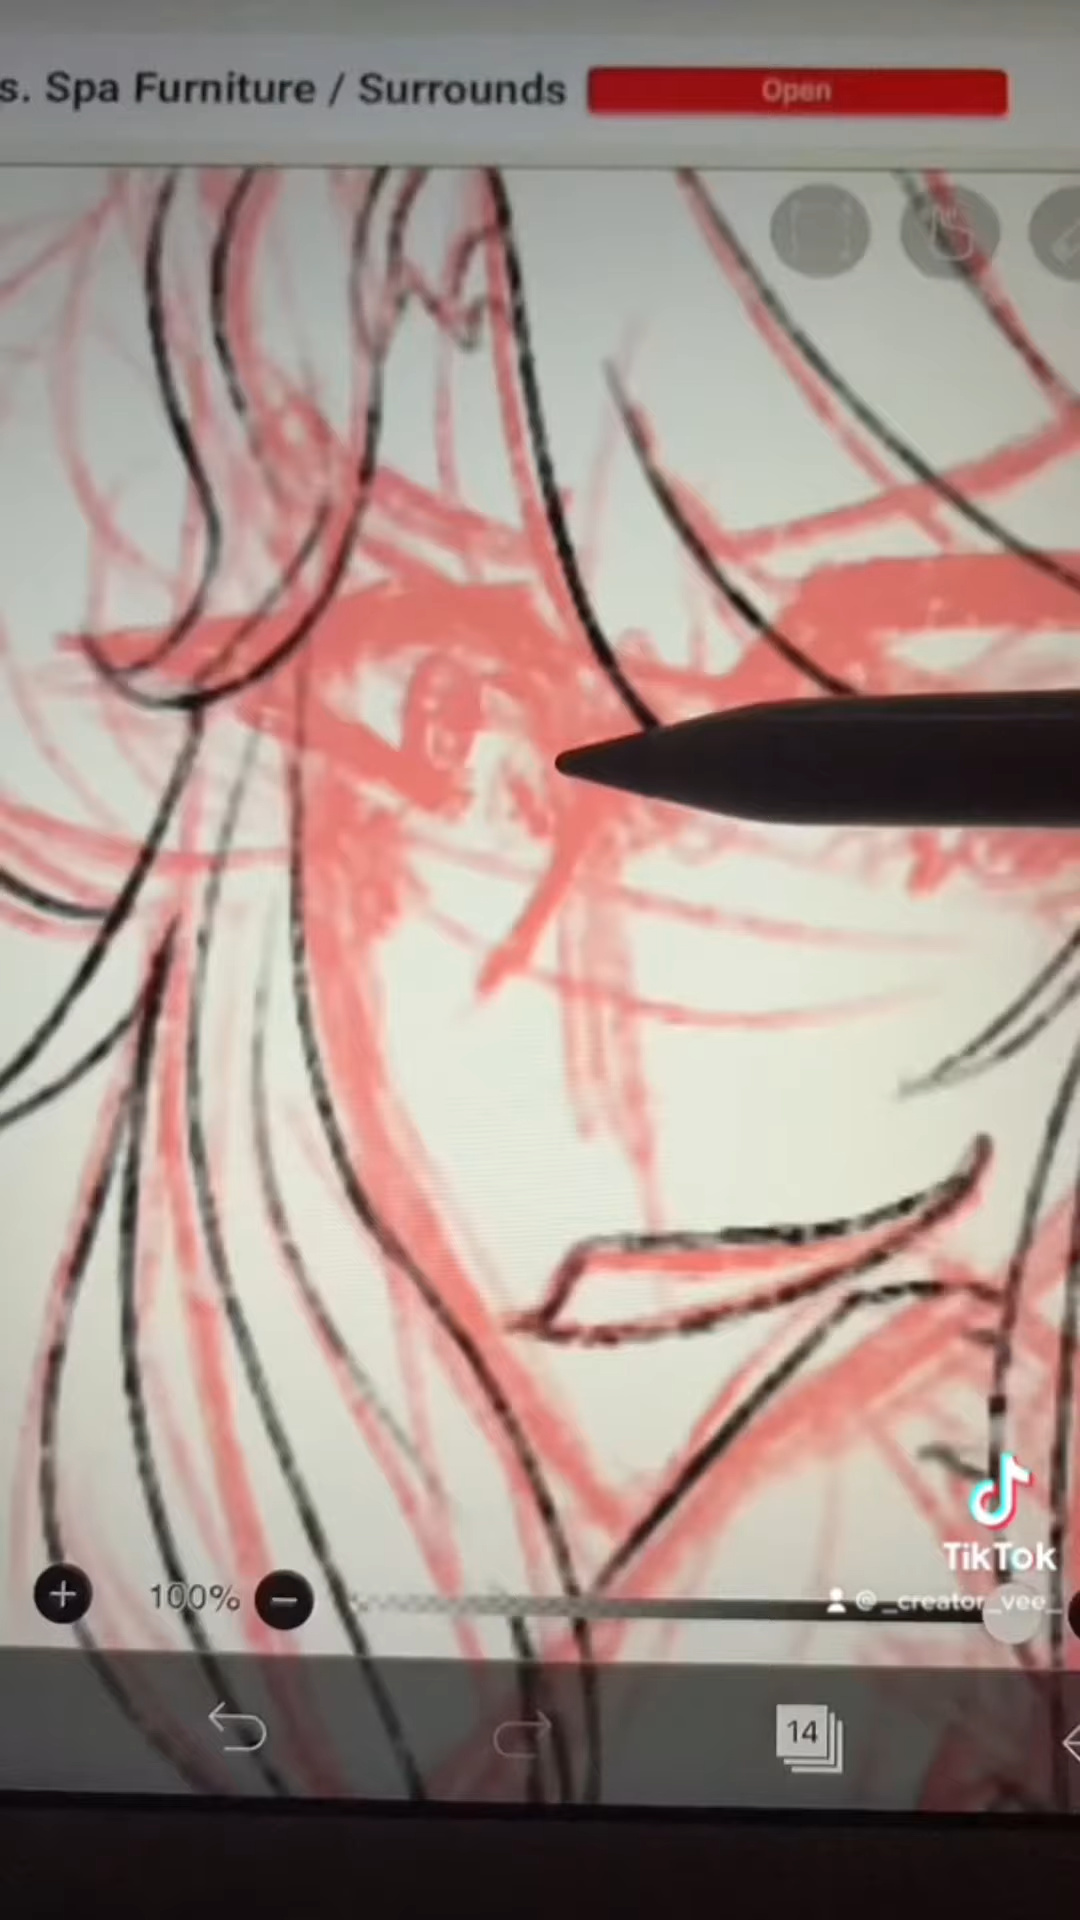 s. Spa Furniture / Surrounds
Open
TikTok
@_creator_vee_
100%
14